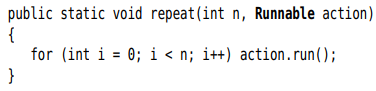 public static void repeat(int n, Runnable action)
{
   for (int i = 0; i < n; i++) action.run();
}